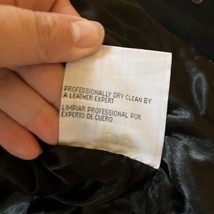 PROFESSIONALLY DRY CLEAN BY
A LEATHER EXPERT
LIMPIAR PROFESIONAL POR
EXPERTO DE CUERO